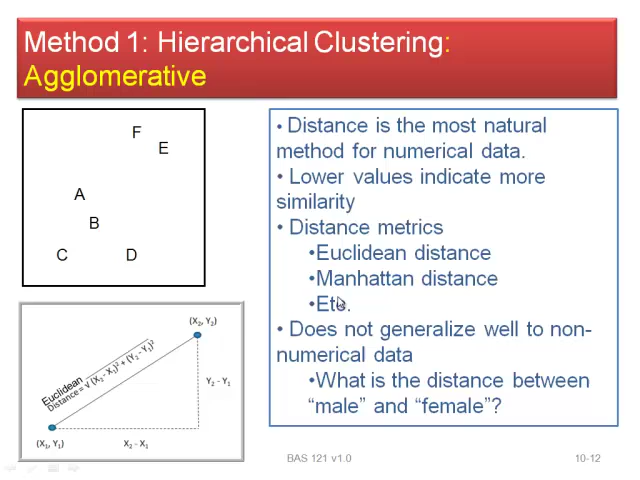 Method 1: Hierarchical Clustering:
Agglomerative
F
E
A
B
C
D
• Distance is the most natural
method for numerical data.
• Lower values indicate more
similarity
• Distance metrics
•Euclidean distance
•Manhattan distance
•Etc.
• Does not generalize well to non-
numerical data
•What is the distance between
“male” and “female”?
(X₂, Y₂)
Euclidean
Distance = √ (X₂ - X₁)² + (Y₂ - Y₁)²
Y₂ – Y₁
(X₁, Y₁)
X₂ – X₁
BAS 121 v1.0
10-12